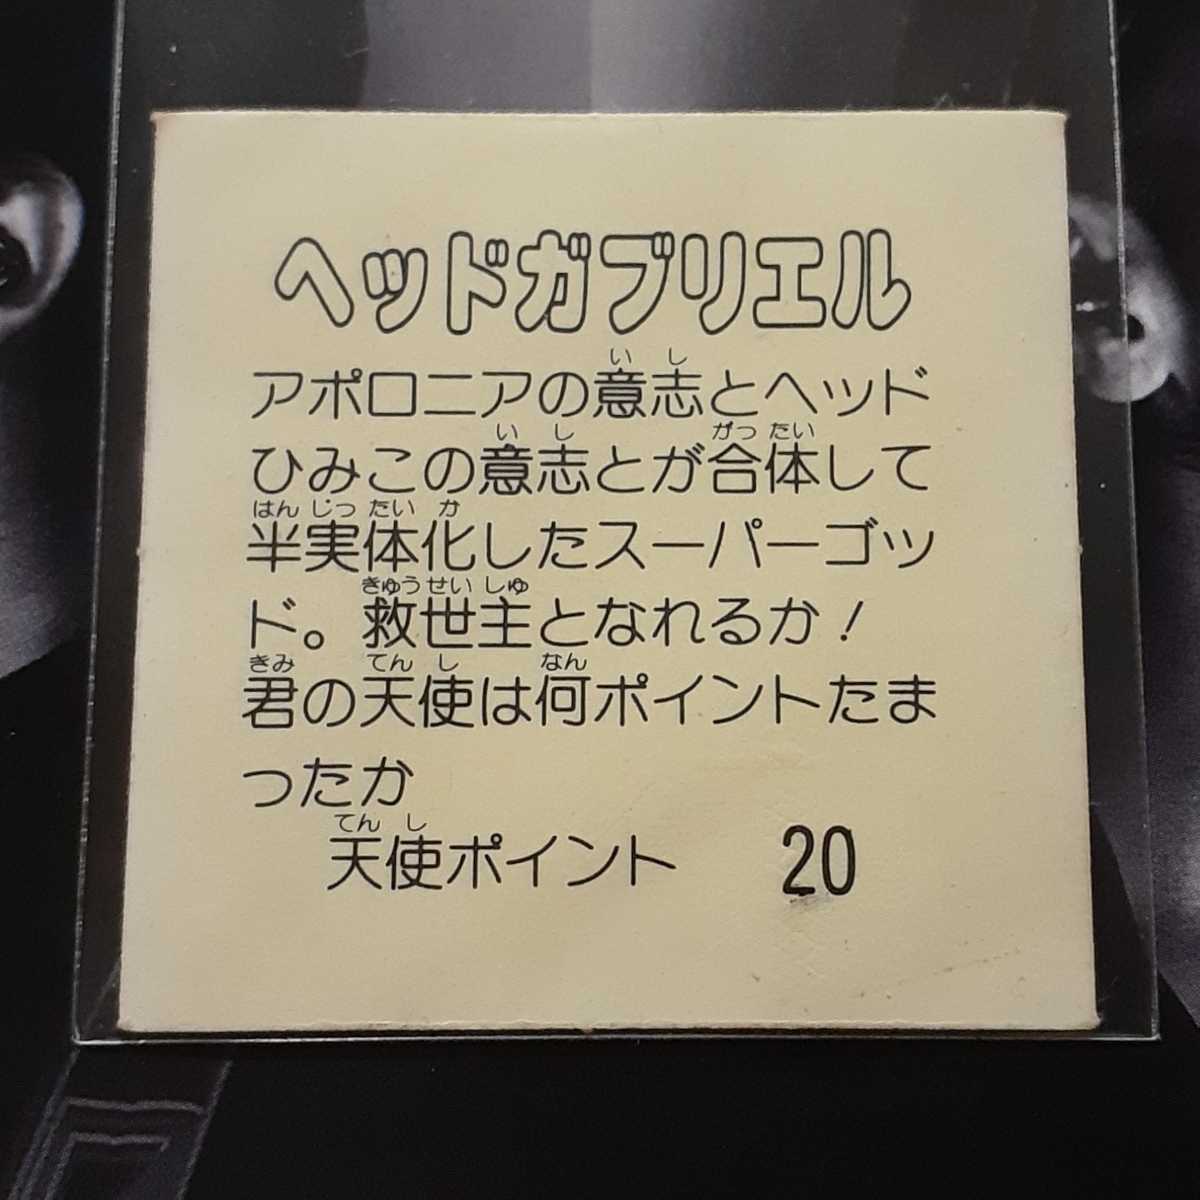 ヘッドガブリエル
アポロニアの意志とヘッド
ひみこの意志とが合体して
半実体化したスーパーゴッ
ド。救世主となれるか！
君の天使は何ポイントたま
ったか
天使ポイント 20